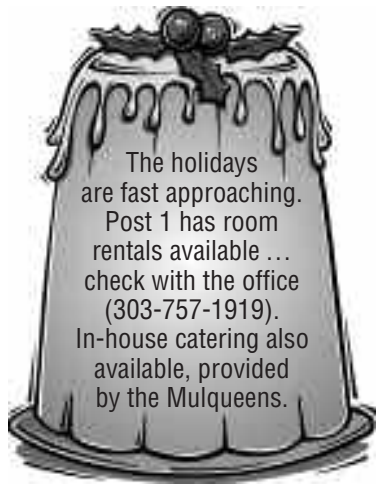 The holidays
are fast approaching.
Post 1 has room
rentals available …
check with the office
(303-757-1919).
In-house catering also
available, provided
by the Mulqueens.